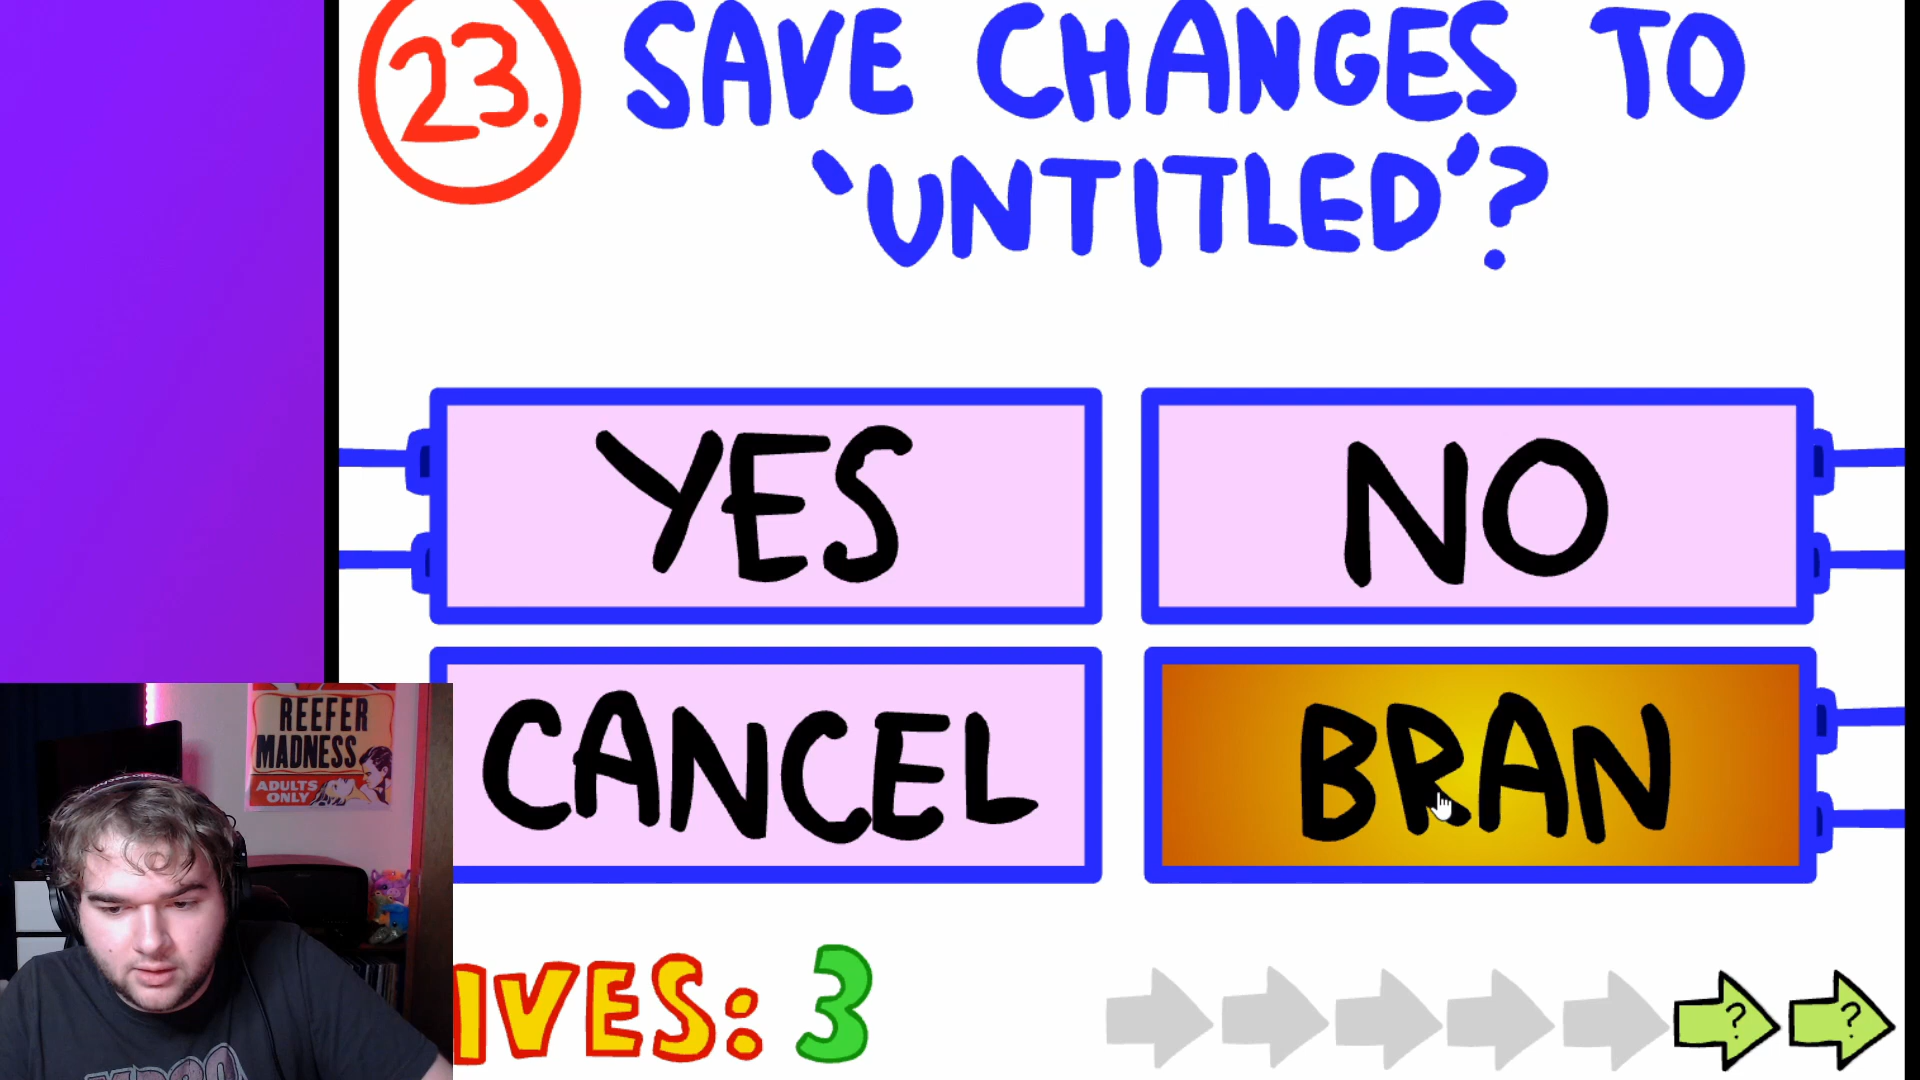 23. SAVE CHANGES TO
'UNTITLED'?
YES
NO
CANCEL
BRAN
IVES: 3
? ?
REEFER
MADNESS
ADULTS
ONLY